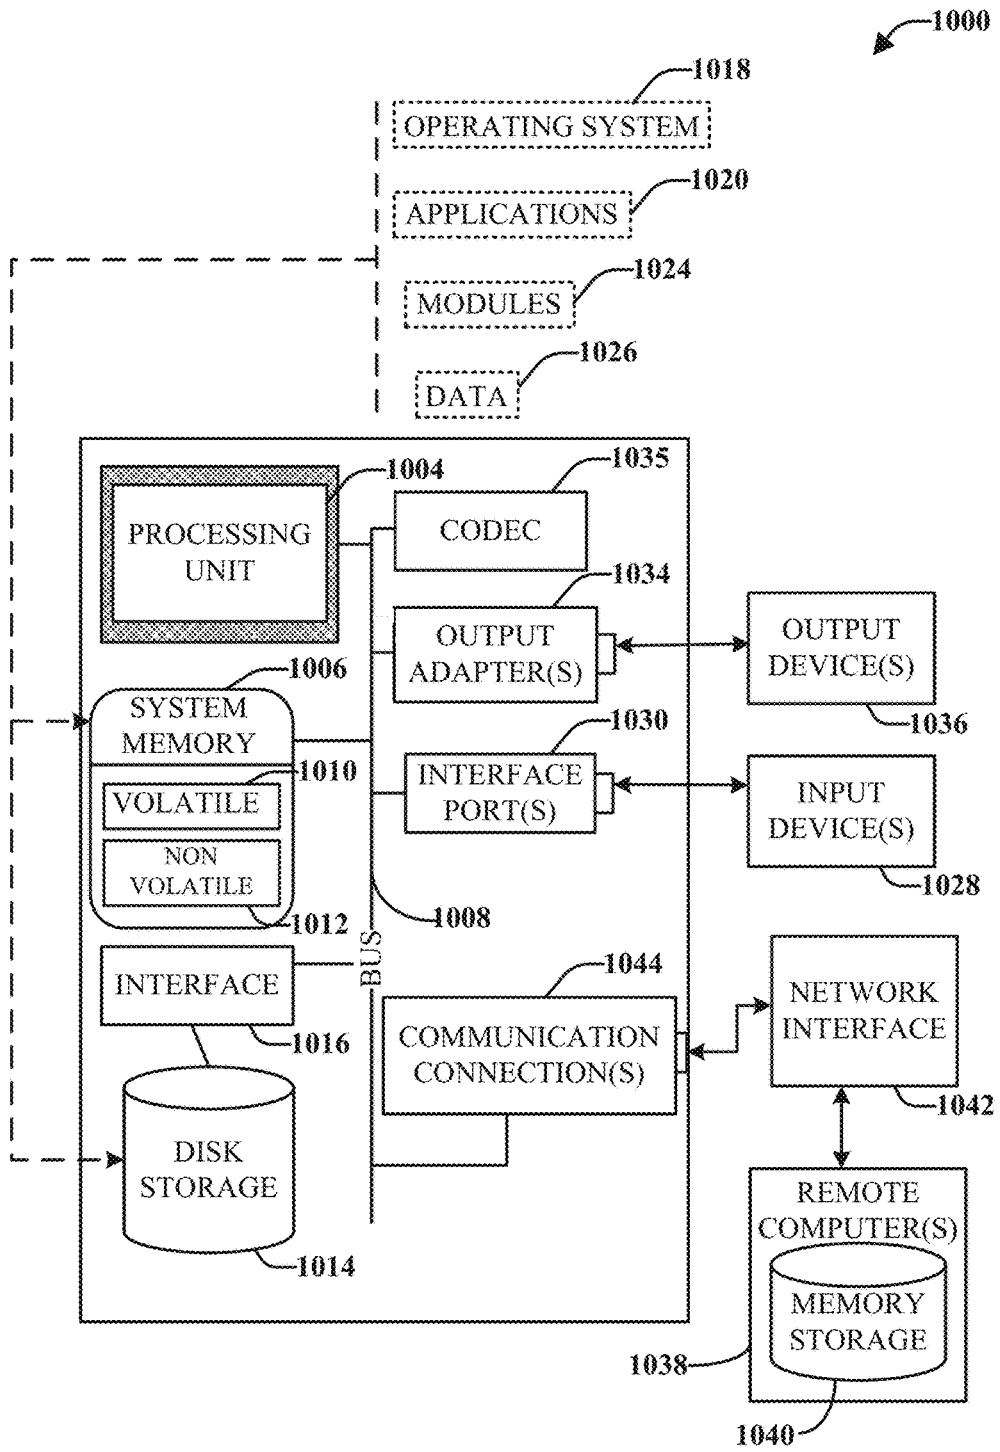 1000
1018
OPERATING SYSTEM
1020
APPLICATIONS
1024
MODULES
1026
DATA
1004
PROCESSING
UNIT
1035
CODEC
1034
OUTPUT
ADAPTER(S)
OUTPUT
DEVICE(S)
1036
1006
SYSTEM
MEMORY
1010
VOLATILE
NON
VOLATILE
1012
1030
INTERFACE
PORT(S)
INPUT
DEVICE(S)
1028
1008
BUS
INTERFACE
1016
1044
COMMUNICATION
CONNECTION(S)
NETWORK
INTERFACE
1042
DISK
STORAGE
1014
REMOTE
COMPUTER(S)
MEMORY
STORAGE
1038
1040